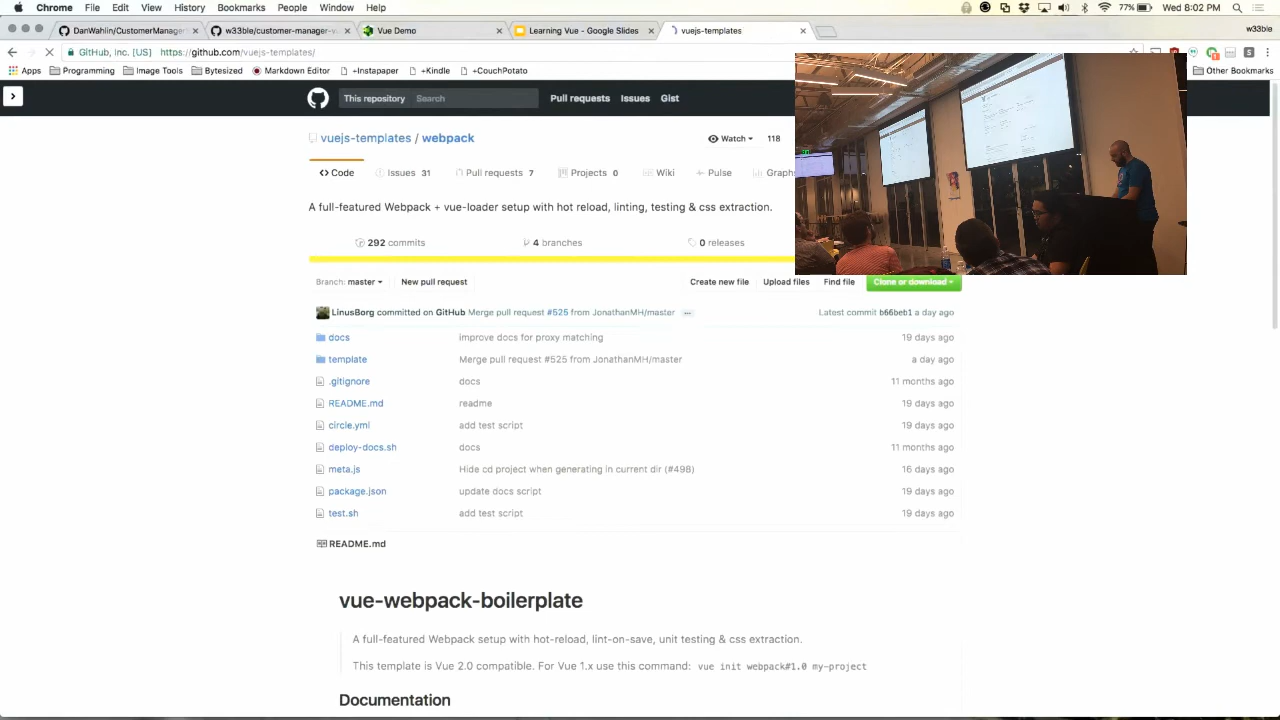 Chrome File Edit View History Bookmarks People Window Help 77% Wed 8:02 PM w33ble
DanWahlin/CustomerManager w33ble/customer-manager-v Vue Demo Learning Vue - Google Slides vuejs-templates w33ble
GitHub, Inc. [US] https://github.com/vuejs-templates/
Apps Programming Image Tools Bytesized Markdown Editor +Instapaper +Kindle +CouchPotato Other Bookmarks
This repository Search Pull requests Issues Gist
vuejs-templates / webpack Watch 118
Code Issues 31 Pull requests 7 Projects 0 Wiki Pulse Graphs
A full-featured Webpack + vue-loader setup with hot reload, linting, testing & css extraction.
292 commits 4 branches 0 releases
Branch: master New pull request Create new file Upload files Find file Clone or download
LinusBorg committed on GitHub Merge pull request #525 from JonathanMH/master ... Latest commit b66beb1 a day ago
docs improve docs for proxy matching 19 days ago
template Merge pull request #525 from JonathanMH/master a day ago
.gitignore docs 11 months ago
README.md readme 19 days ago
circle.yml add test script 19 days ago
deploy-docs.sh docs 11 months ago
meta.js Hide cd project when generating in current dir (#498) 16 days ago
package.json update docs script 19 days ago
test.sh add test script 19 days ago
README.md
vue-webpack-boilerplate
A full-featured Webpack setup with hot-reload, lint-on-save, unit testing & css extraction.
This template is Vue 2.0 compatible. For Vue 1.x use this command: vue init webpack#1.0 my-project
Documentation